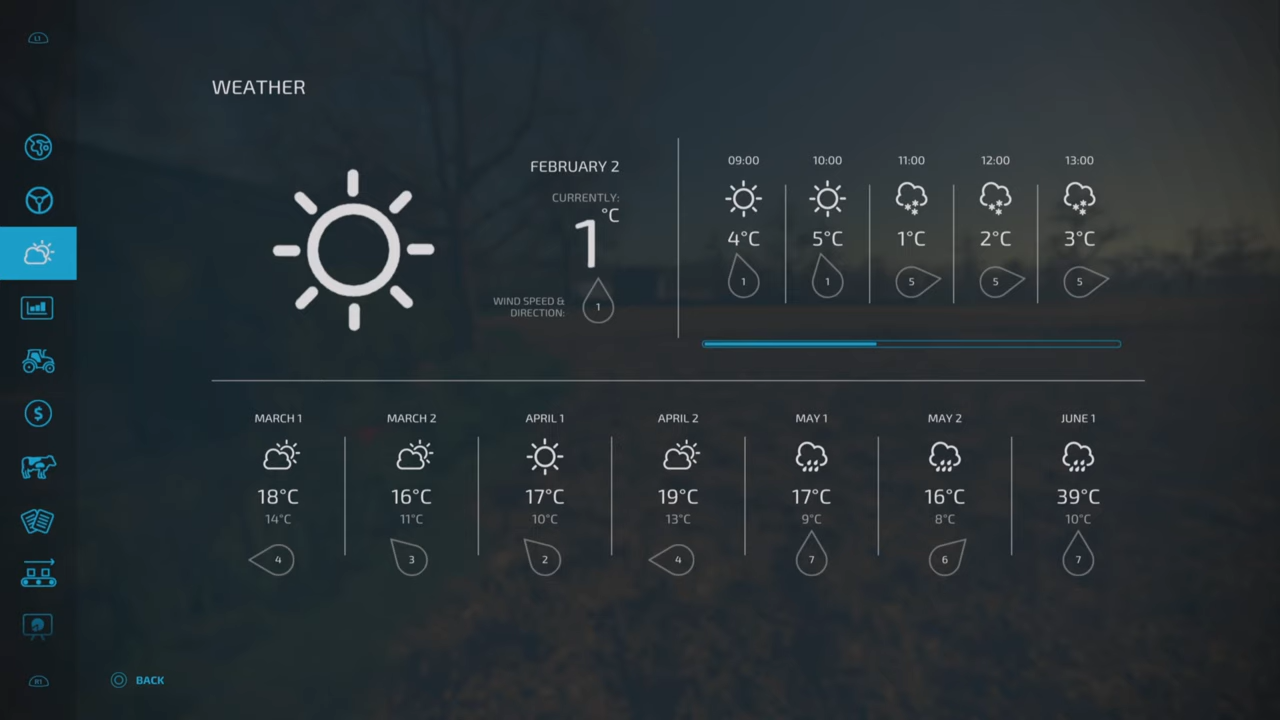 L1
WEATHER
FEBRUARY 2
CURRENTLY:
1 °C
WIND SPEED &
DIRECTION:
1
09:00 10:00 11:00 12:00 13:00
4°C 5°C 1°C 2°C 3°C
1 1 5 5 5
MARCH 1 MARCH 2 APRIL 1 APRIL 2 MAY 1 MAY 2 JUNE 1
18°C 16°C 17°C 19°C 17°C 16°C 39°C
14°C 11°C 10°C 13°C 9°C 8°C 10°C
4 3 2 4 7 6 7
$
R1
BACK